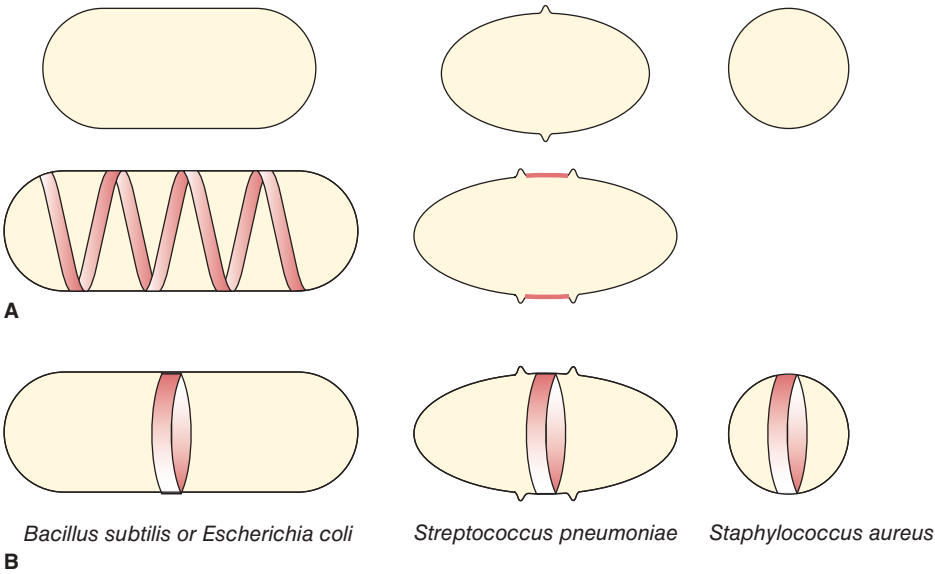 A
Bacillus subtilis or Escherichia coli Streptococcus pneumoniae Staphylococcus aureus
B